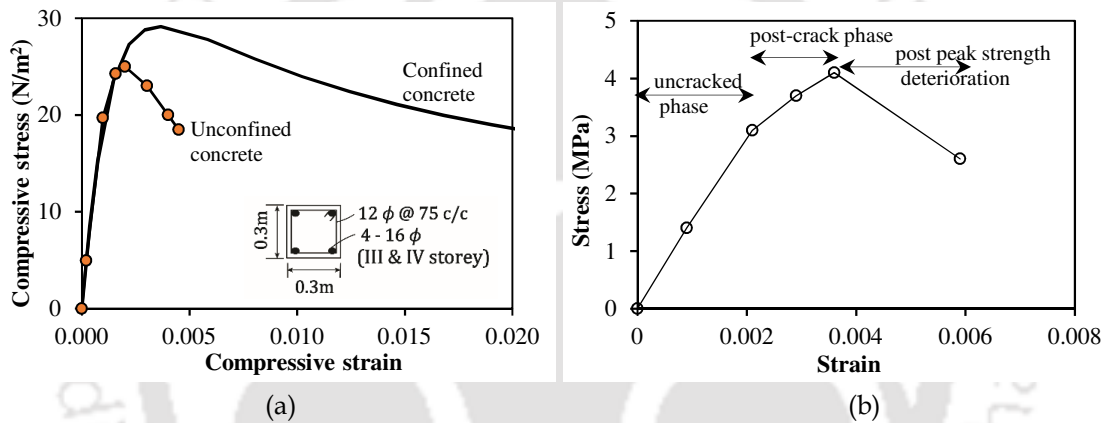 30
20
10
0
0.000
0.005
0.010
0.015
0.020
Compressive stress (N/m²)
Compressive strain
Confined
concrete
Unconfined
concrete
12 ϕ @ 75 c/c
4 - 16 ϕ
(III & IV storey)
0.3m
0.3m
(a)
5
4
3
2
1
0
0
0.002
0.004
0.006
0.008
Stress (MPa)
Strain
post-crack phase
uncracked
phase
post peak strength
deterioration
(b)